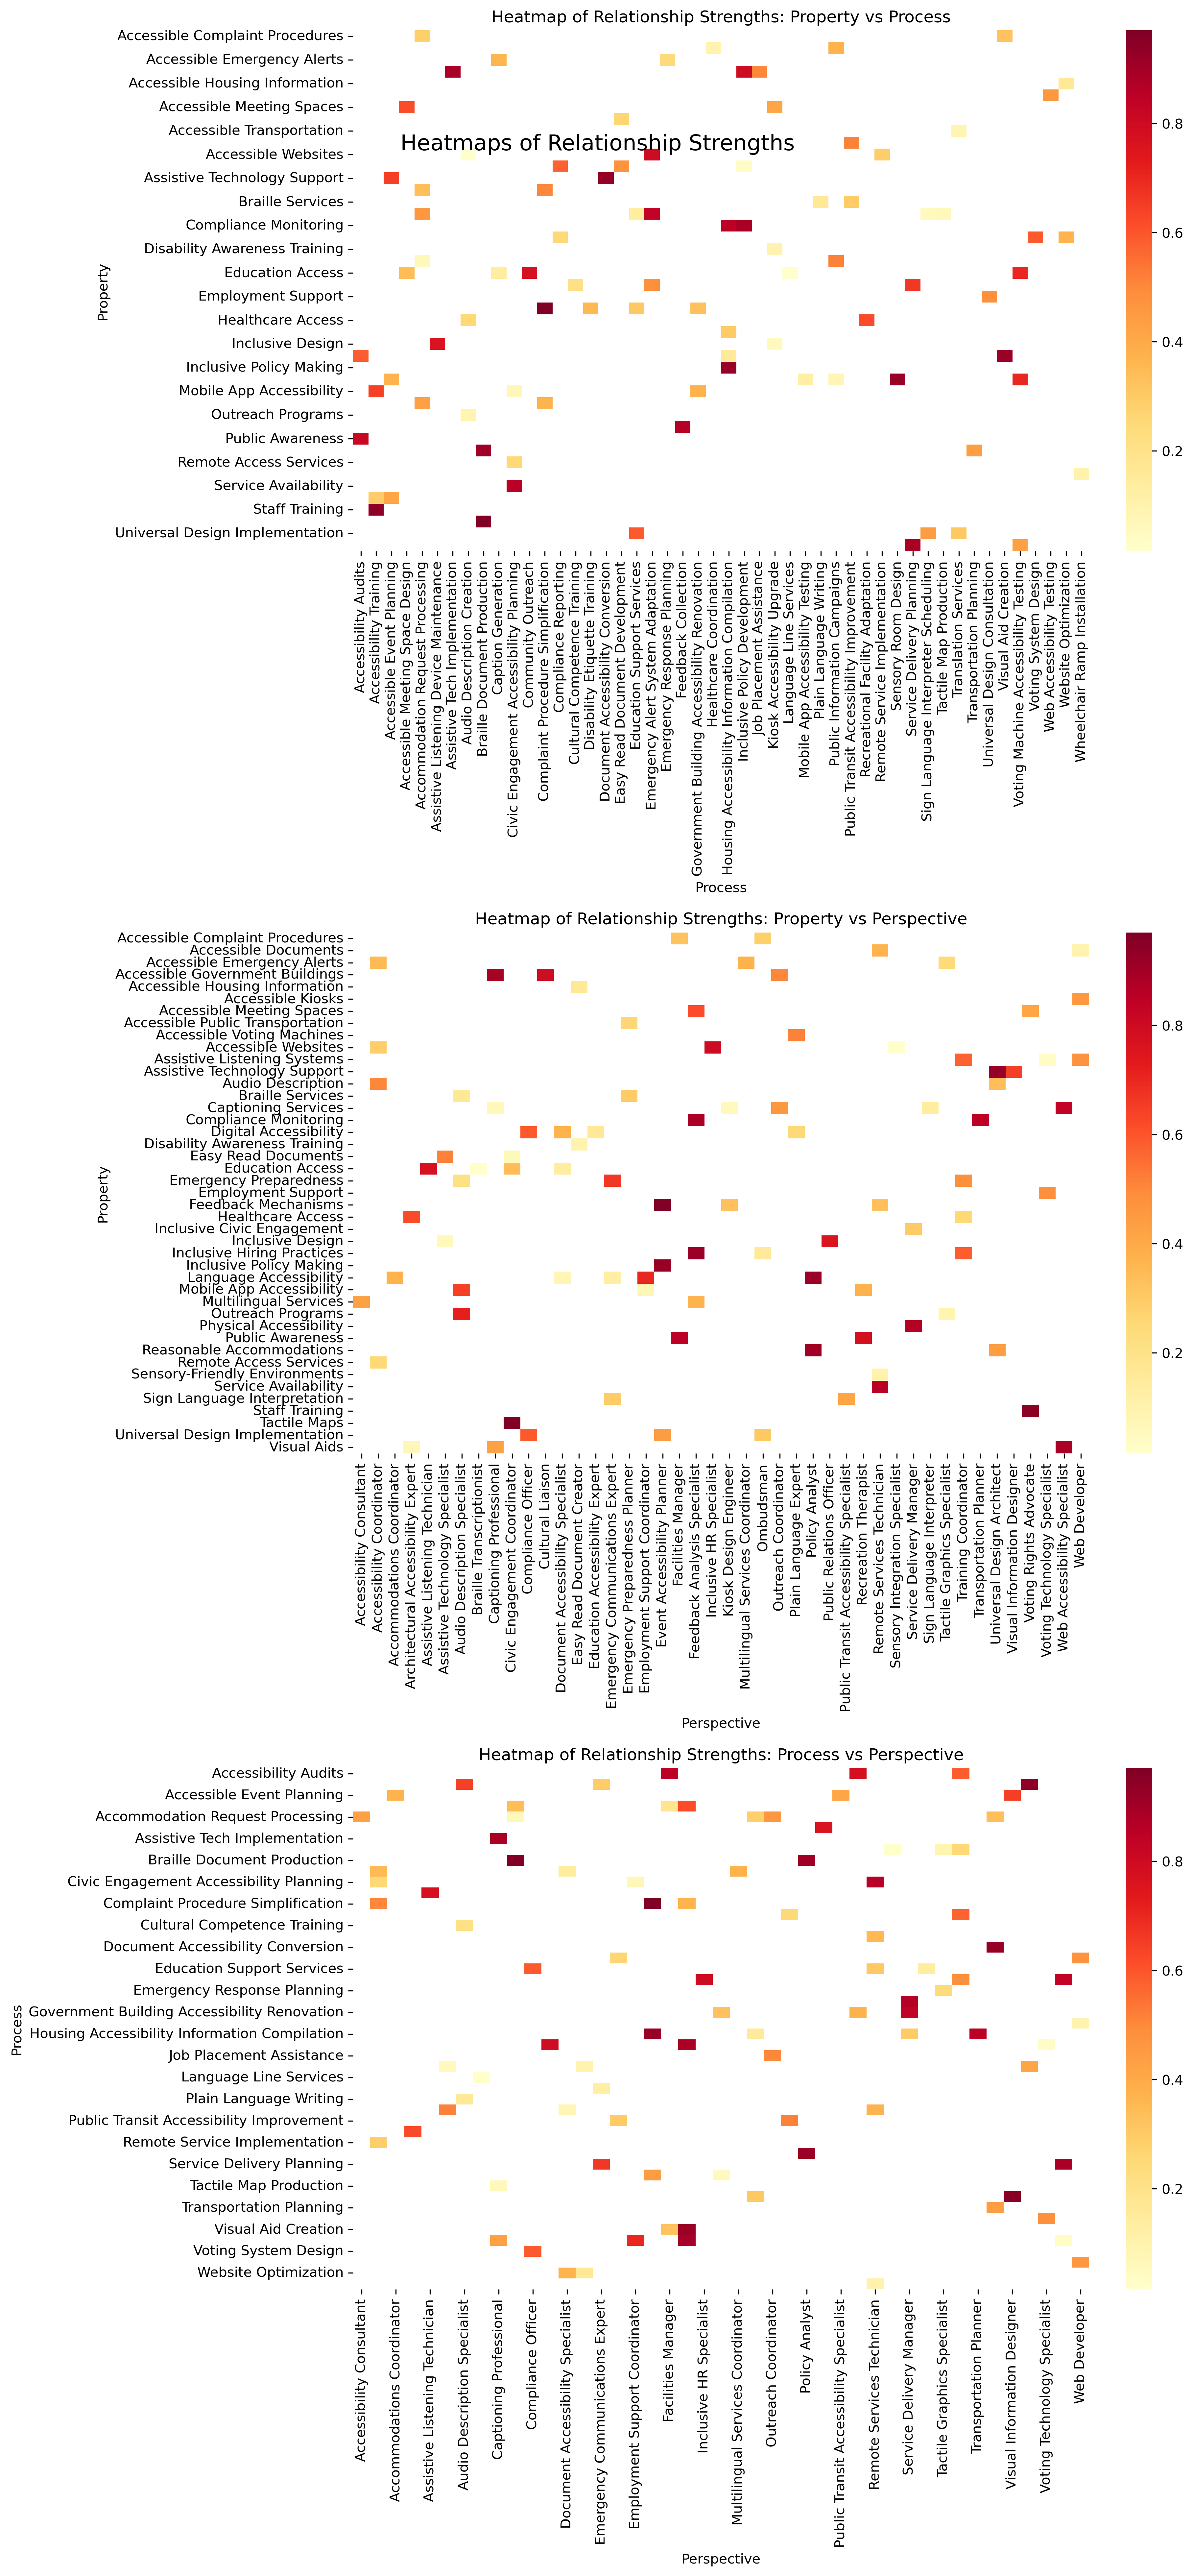 Heatmap of Relationship Strengths: Property vs Process
Heatmaps of Relationship Strengths
Property
Accessible Complaint Procedures
Accessible Emergency Alerts
Accessible Housing Information
Accessible Meeting Spaces
Accessible Transportation
Accessible Websites
Assistive Technology Support
Braille Services
Compliance Monitoring
Disability Awareness Training
Education Access
Employment Support
Healthcare Access
Inclusive Design
Inclusive Policy Making
Mobile App Accessibility
Outreach Programs
Public Awareness
Remote Access Services
Service Availability
Staff Training
Universal Design Implementation
0.8
0.6
0.4
0.2
Accessibility Audits
Accessibility Training
Accessible Event Planning
Accessible Meeting Space Design
Accommodation Request Processing
Assistive Listening Device Maintenance
Assistive Tech Implementation
Audio Description Creation
Braille Document Production
Caption Generation
Civic Engagement Accessibility Planning
Community Outreach
Complaint Procedure Simplification
Compliance Reporting
Cultural Competence Training
Disability Etiquette Training
Document Accessibility Conversion
Easy Read Document Development
Education Support Services
Emergency Alert System Adaptation
Emergency Response Planning
Feedback Collection
Government Building Accessibility Renovation
Healthcare Coordination
Housing Accessibility Information Compilation
Inclusive Policy Development
Job Placement Assistance
Kiosk Accessibility Upgrade
Language Line Services
Mobile App Accessibility Testing
Plain Language Writing
Public Information Campaigns
Public Transit Accessibility Improvement
Recreational Facility Adaptation
Remote Service Implementation
Sensory Room Design
Service Delivery Planning
Sign Language Interpreter Scheduling
Tactile Map Production
Translation Services
Transportation Planning
Universal Design Consultation
Visual Aid Creation
Voting Machine Accessibility Testing
Voting System Design
Web Accessibility Testing
Website Optimization
Wheelchair Ramp Installation
Process
Heatmap of Relationship Strengths: Property vs Perspective
Property
Accessible Complaint Procedures
Accessible Documents
Accessible Emergency Alerts
Accessible Government Buildings
Accessible Housing Information
Accessible Kiosks
Accessible Meeting Spaces
Accessible Public Transportation
Accessible Voting Machines
Accessible Websites
Assistive Listening Systems
Assistive Technology Support
Audio Description
Braille Services
Captioning Services
Compliance Monitoring
Digital Accessibility
Disability Awareness Training
Easy Read Documents
Education Access
Emergency Preparedness
Employment Support
Feedback Mechanisms
Healthcare Access
Inclusive Civic Engagement
Inclusive Design
Inclusive Hiring Practices
Inclusive Policy Making
Language Accessibility
Mobile App Accessibility
Multilingual Services
Outreach Programs
Physical Accessibility
Public Awareness
Reasonable Accommodations
Remote Access Services
Sensory-Friendly Environments
Service Availability
Sign Language Interpretation
Staff Training
Tactile Maps
Universal Design Implementation
Visual Aids
0.8
0.6
0.4
0.2
Accessibility Consultant
Accessibility Coordinator
Accommodations Coordinator
Architectural Accessibility Expert
Assistive Listening Technician
Assistive Technology Specialist
Audio Description Specialist
Braille Transcriptionist
Captioning Professional
Civic Engagement Coordinator
Compliance Officer
Cultural Liaison
Document Accessibility Specialist
Easy Read Document Creator
Education Accessibility Expert
Emergency Communications Expert
Emergency Preparedness Planner
Employment Support Coordinator
Event Accessibility Planner
Facilities Manager
Feedback Analysis Specialist
Inclusive HR Specialist
Kiosk Design Engineer
Multilingual Services Coordinator
Ombudsman
Outreach Coordinator
Plain Language Expert
Policy Analyst
Public Relations Officer
Public Transit Accessibility Specialist
Recreation Therapist
Remote Services Technician
Sensory Integration Specialist
Service Delivery Manager
Sign Language Interpreter
Tactile Graphics Specialist
Training Coordinator
Transportation Planner
Universal Design Architect
Visual Information Designer
Voting Rights Advocate
Voting Technology Specialist
Web Accessibility Specialist
Web Developer
Perspective
Heatmap of Relationship Strengths: Process vs Perspective
Process
Accessibility Audits
Accessible Event Planning
Accommodation Request Processing
Assistive Tech Implementation
Braille Document Production
Civic Engagement Accessibility Planning
Complaint Procedure Simplification
Cultural Competence Training
Document Accessibility Conversion
Education Support Services
Emergency Response Planning
Government Building Accessibility Renovation
Housing Accessibility Information Compilation
Job Placement Assistance
Language Line Services
Plain Language Writing
Public Transit Accessibility Improvement
Remote Service Implementation
Service Delivery Planning
Tactile Map Production
Transportation Planning
Visual Aid Creation
Voting System Design
Website Optimization
0.8
0.6
0.4
0.2
Accessibility Consultant
Accommodations Coordinator
Assistive Listening Technician
Audio Description Specialist
Captioning Professional
Compliance Officer
Document Accessibility Specialist
Emergency Communications Expert
Employment Support Coordinator
Facilities Manager
Inclusive HR Specialist
Multilingual Services Coordinator
Outreach Coordinator
Policy Analyst
Public Transit Accessibility Specialist
Remote Services Technician
Service Delivery Manager
Tactile Graphics Specialist
Transportation Planner
Visual Information Designer
Voting Technology Specialist
Web Developer
Perspective